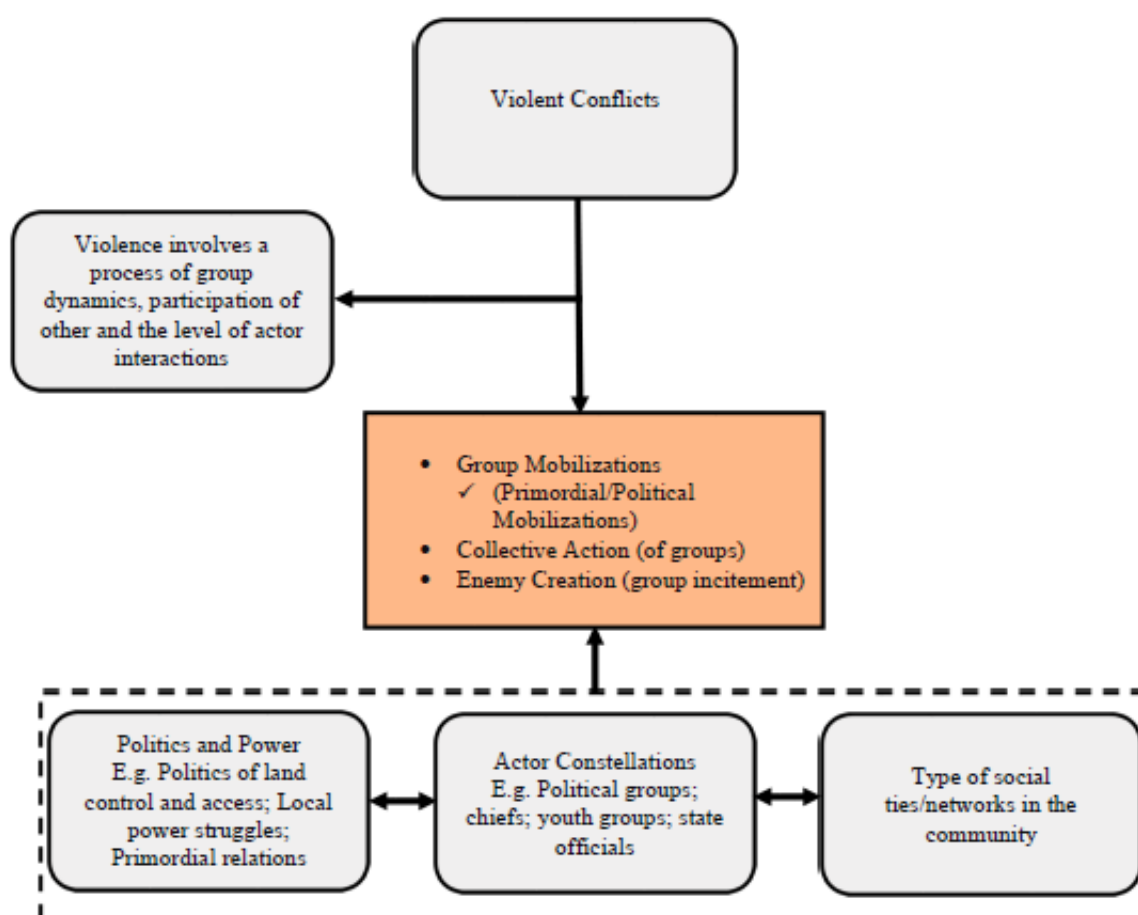 Violent Conflicts
Violence involves a
process of group
dynamics, participation of
other and the level of actor
interactions
• Group Mobilizations
✓ (Primordial/Political
Mobilizations)
• Collective Action (of groups)
• Enemy Creation (group incitement)
Politics and Power
E.g. Politics of land
control and access; Local
power struggles;
Primordial relations
Actor Constellations
E.g. Political groups;
chiefs; youth groups; state
officials
Type of social
ties/networks in the
community